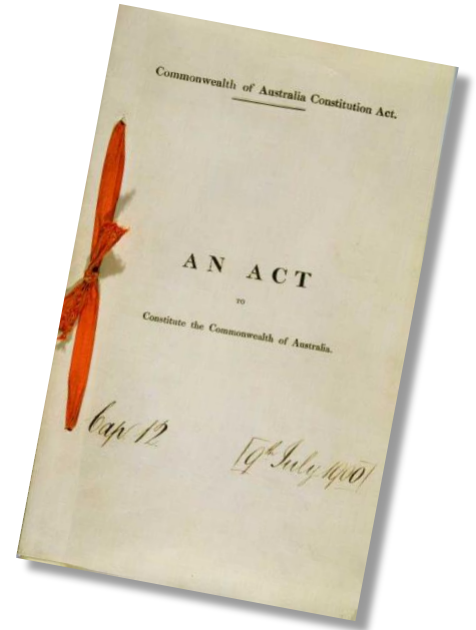 Commonwealth of Australia Constitution Act.
AN ACT
TO
Constitute the Commonwealth of Australia.
Cap 12
[9th July 1900]